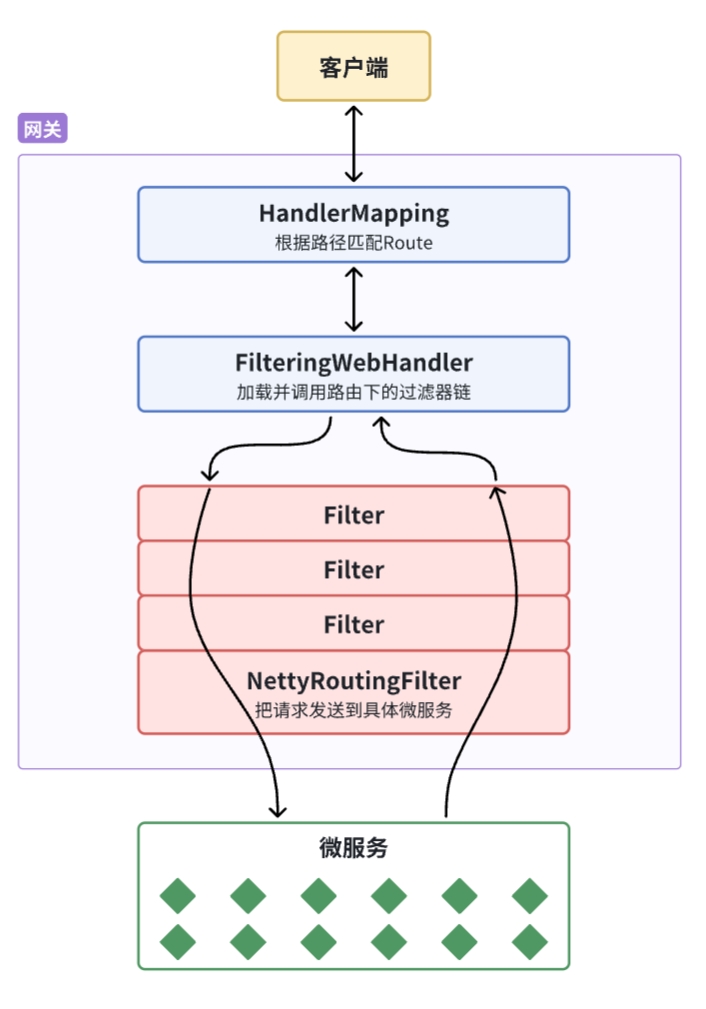 客户端
网关
HandlerMapping
根据路径匹配Route
FilteringWebHandler
加载并调用路由下的过滤器链
Filter
Filter
Filter
NettyRoutingFilter
把请求发送到具体微服务
微服务